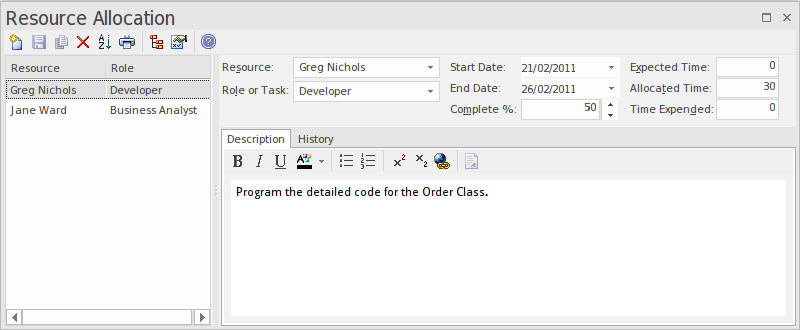 Resource Allocation
Resource Role
Greg Nichols Developer
Jane Ward Business Analyst
Resource: Greg Nichols Start Date: 21/02/2011 Expected Time: 0
Role or Task: Developer End Date: 26/02/2011 Allocated Time: 30
Complete %: 50 Time Expended: 0
Description History
B I U A x² x₂
Program the detailed code for the Order Class.